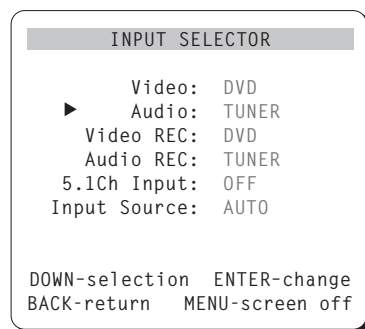 INPUT SELECTOR
Video: DVD
Audio: TUNER
Video REC: DVD
Audio REC: TUNER
5.1Ch Input: OFF
Input Source: AUTO
DOWN-selection ENTER-change
BACK-return MENU-screen off